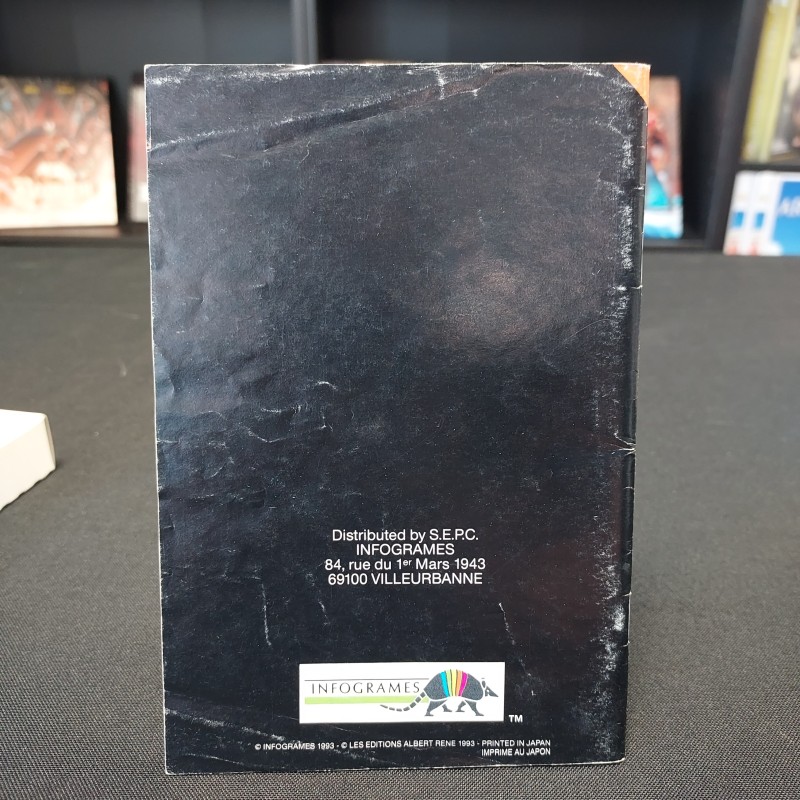 Distributed by S.E.P.C.
INFOGRAMES
84, rue du 1er Mars 1943
69100 VILLEURBANNE
INFOGRAMES
TM
© INFOGRAMES 1993 - © LES EDITIONS ALBERT RENE 1993 - PRINTED IN JAPAN
IMPRIME AU JAPON